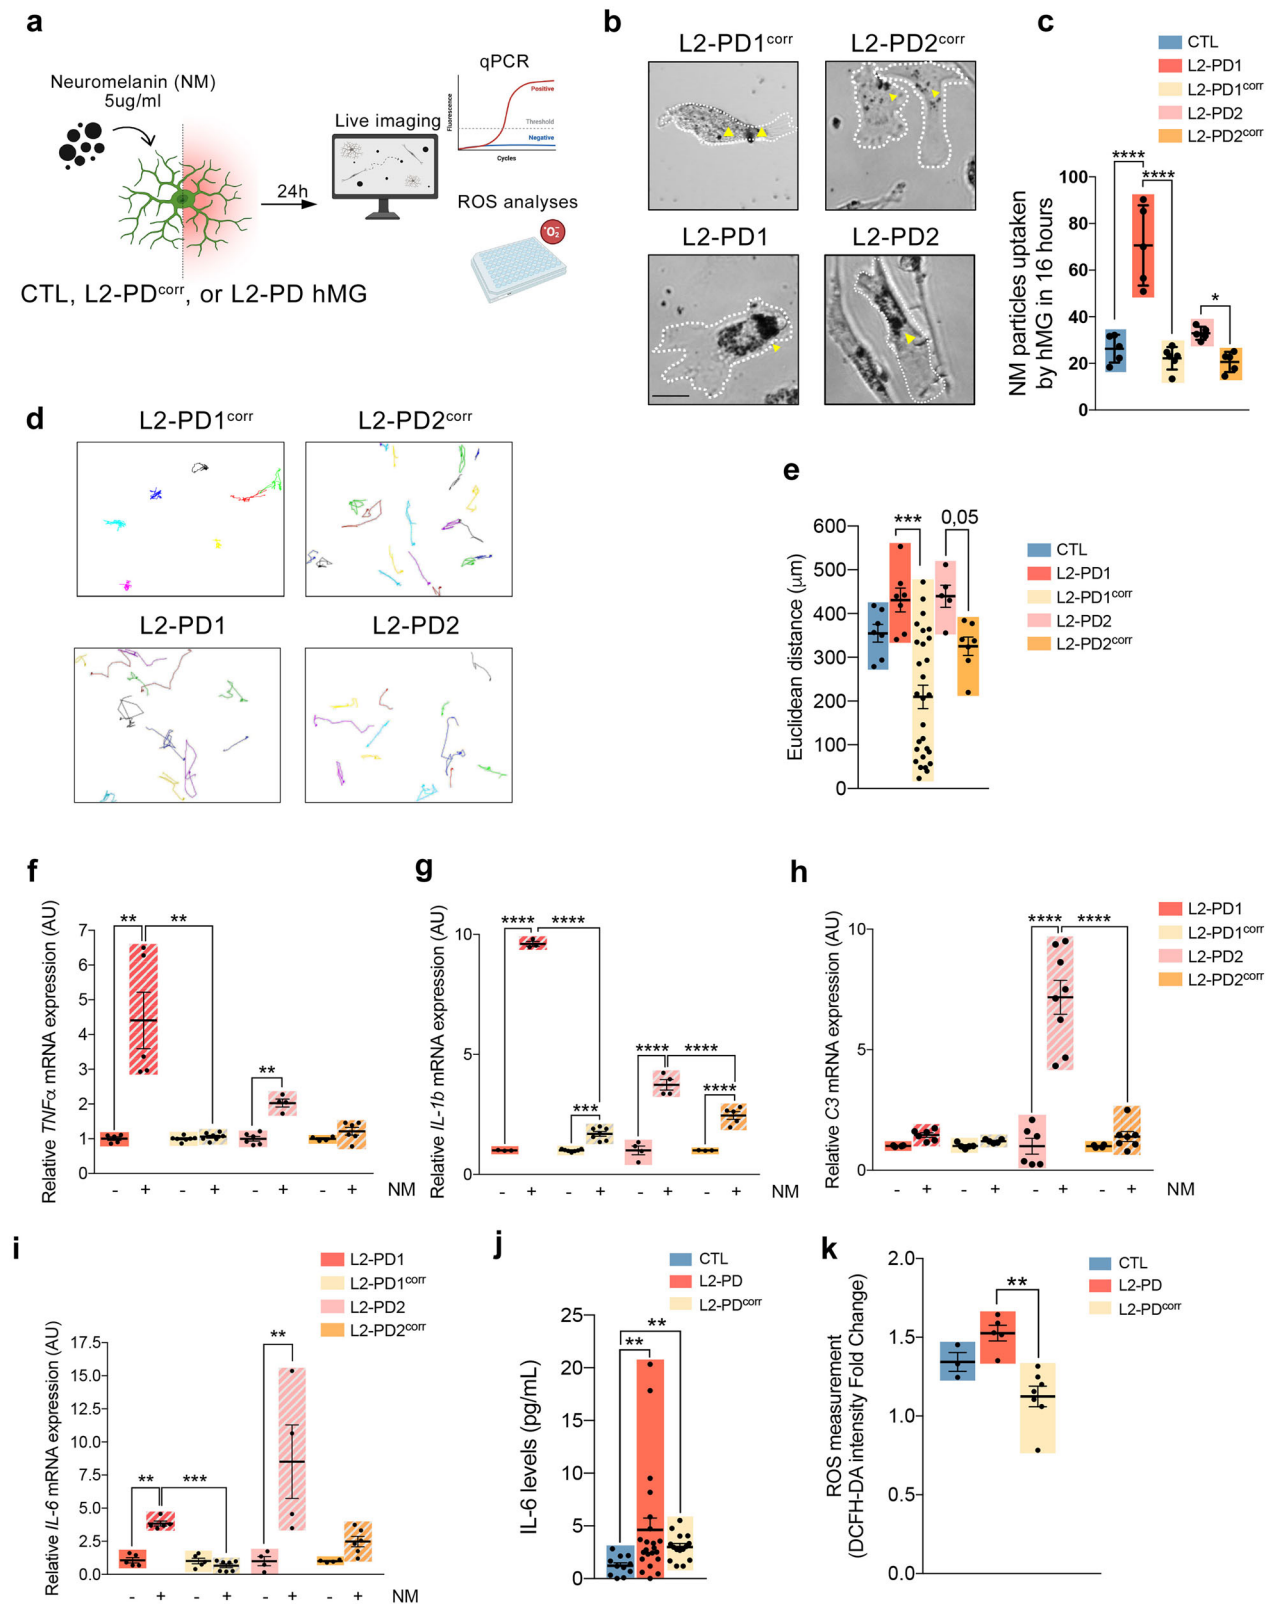 a
Neuromelanin (NM)
5ug/ml
24h
Live imaging
qPCR
Fluorescence
Positive
Threshold
Negative
Cycles
ROS analyses
•O₂⁻
CTL, L2-PDcorr, or L2-PD hMG
b
L2-PD1corr
L2-PD2corr
L2-PD1
L2-PD2
c
CTL
L2-PD1
L2-PD1corr
L2-PD2
L2-PD2corr
NM particles uptaken
by hMG in 16 hours
100
80
60
40
20
0
****
****
*
d
L2-PD1corr
L2-PD2corr
L2-PD1
L2-PD2
e
Euclidean distance (µm)
600
500
400
300
200
100
0
***
0,05
CTL
L2-PD1
L2-PD1corr
L2-PD2
L2-PD2corr
f
Relative TNFα mRNA expression (AU)
7
6
5
4
3
2
1
0
**
**
**
- + - + - + - + NM
g
Relative IL-1b mRNA expression (AU)
10
5
0
****
****
***
****
****
****
- + - + - + - + NM
h
Relative C3 mRNA expression (AU)
10
5
0
****
****
- + - + - + - + NM
L2-PD1
L2-PD1corr
L2-PD2
L2-PD2corr
i
L2-PD1
L2-PD1corr
L2-PD2
L2-PD2corr
Relative IL-6 mRNA expression (AU)
17.5
15.0
12.5
10.0
7.5
5.0
2.5
0.0
**
***
**
- + - + - + - + NM
j
CTL
L2-PD
L2-PDcorr
IL-6 levels (pg/mL)
25
20
15
10
5
0
**
**
k
ROS measurement
(DCFH-DA intensity Fold Change)
2.0
1.5
1.0
0.5
0.0
**
CTL
L2-PD
L2-PDcorr